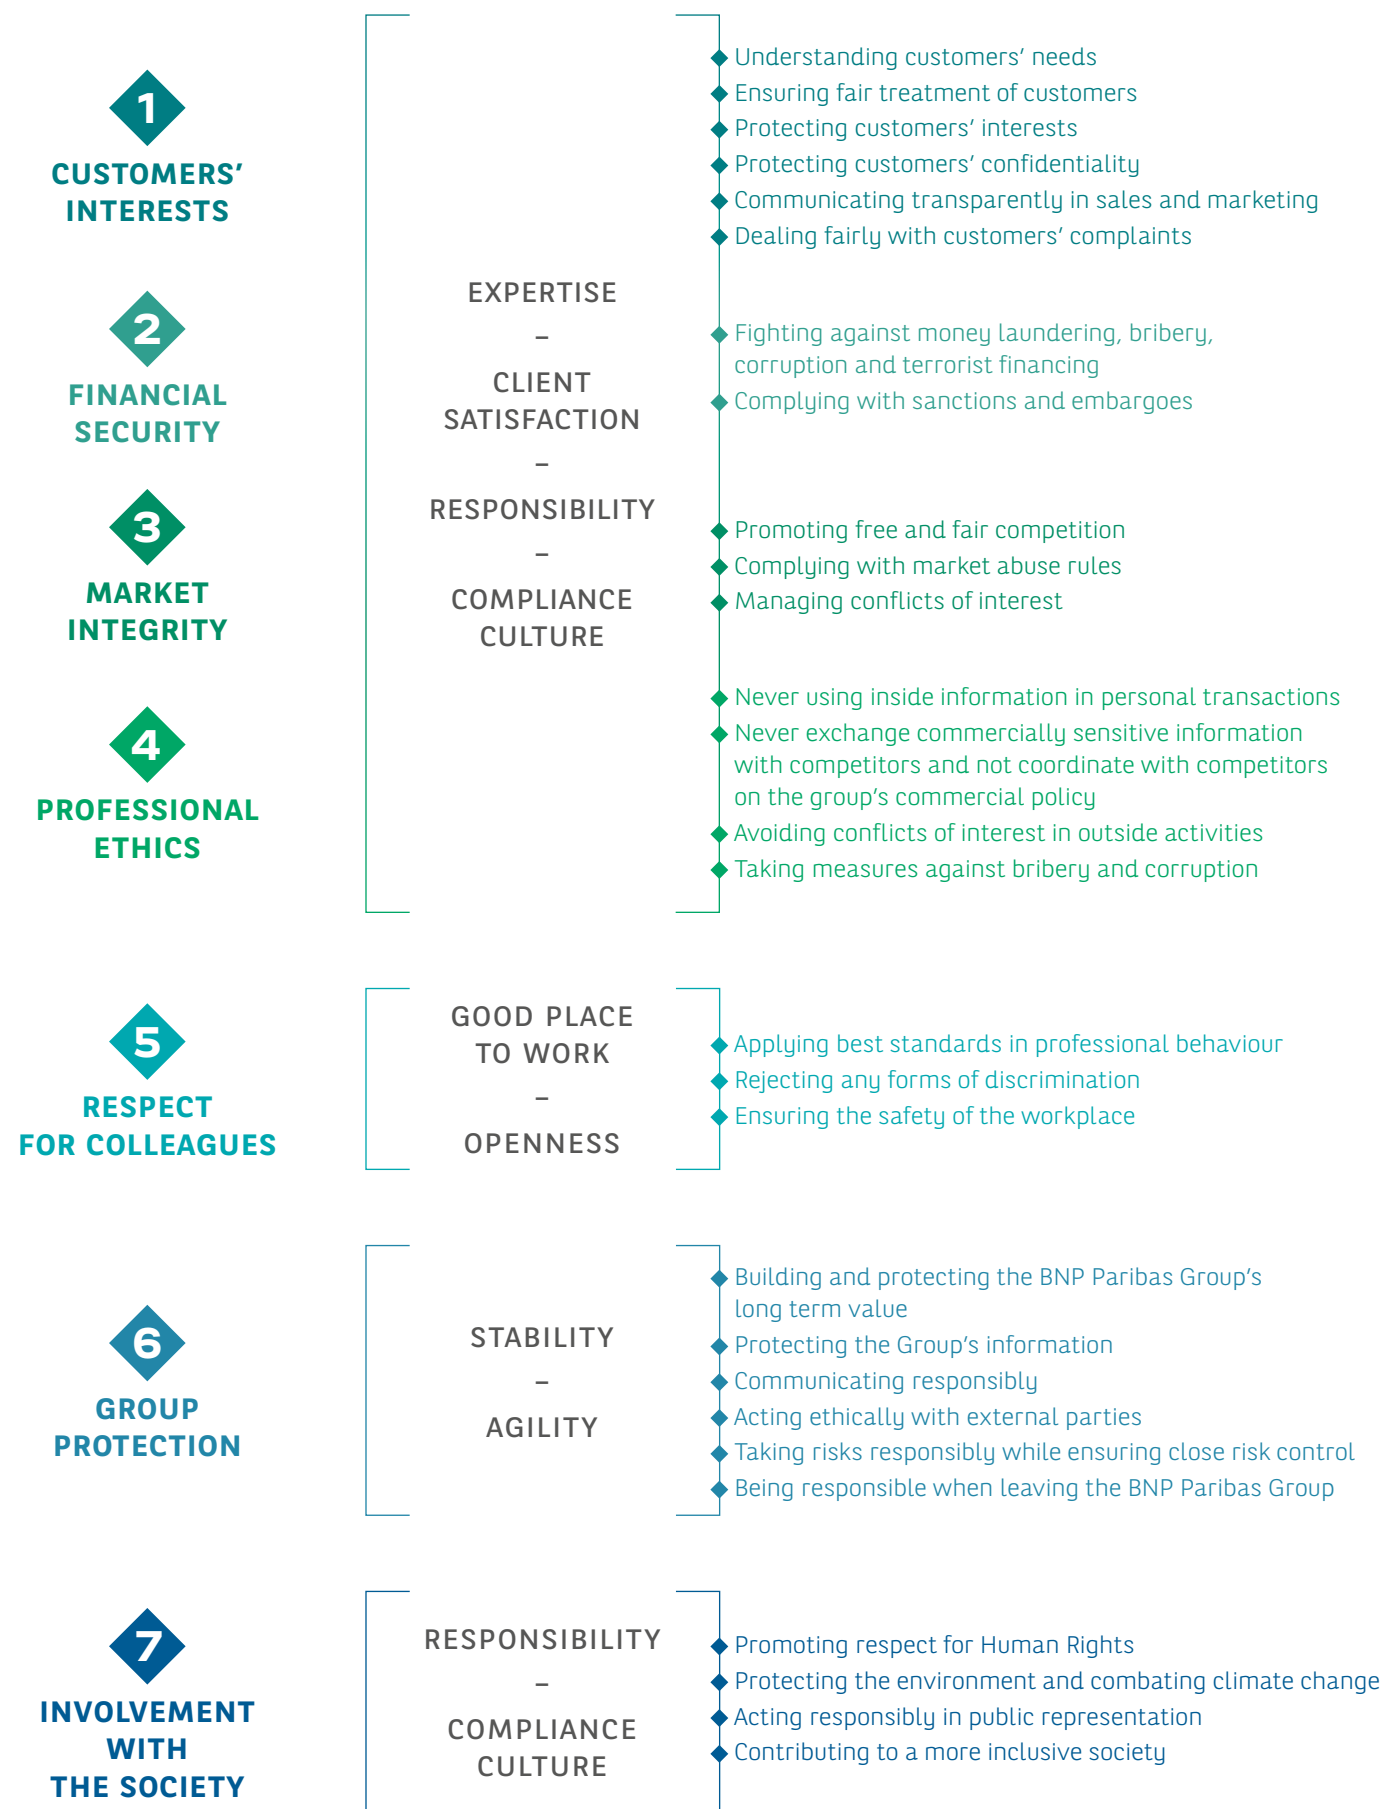 1
CUSTOMERS’
INTERESTS
2
FINANCIAL
SECURITY
3
MARKET
INTEGRITY
4
PROFESSIONAL
ETHICS
EXPERTISE
–
CLIENT
SATISFACTION
–
RESPONSIBILITY
–
COMPLIANCE
CULTURE
Understanding customers’ needs
Ensuring fair treatment of customers
Protecting customers’ interests
Protecting customers’ confidentiality
Communicating transparently in sales and marketing
Dealing fairly with customers’ complaints
Fighting against money laundering, bribery,
corruption and terrorist financing
Complying with sanctions and embargoes
Promoting free and fair competition
Complying with market abuse rules
Managing conflicts of interest
Never using inside information in personal transactions
Never exchange commercially sensitive information
with competitors and not coordinate with competitors
on the group’s commercial policy
Avoiding conflicts of interest in outside activities
Taking measures against bribery and corruption
5
RESPECT
FOR COLLEAGUES
GOOD PLACE
TO WORK
–
OPENNESS
Applying best standards in professional behaviour
Rejecting any forms of discrimination
Ensuring the safety of the workplace
6
GROUP
PROTECTION
STABILITY
–
AGILITY
Building and protecting the BNP Paribas Group’s
long term value
Protecting the Group’s information
Communicating responsibly
Acting ethically with external parties
Taking risks responsibly while ensuring close risk control
Being responsible when leaving the BNP Paribas Group
7
INVOLVEMENT
WITH
THE SOCIETY
RESPONSIBILITY
–
COMPLIANCE
CULTURE
Promoting respect for Human Rights
Protecting the environment and combating climate change
Acting responsibly in public representation
Contributing to a more inclusive society